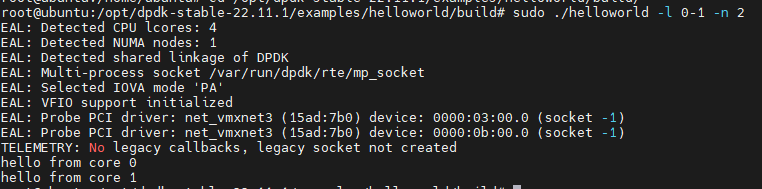 root@ubuntu:/opt/dpdk-stable-22.11.1/examples/helloworld/build# sudo ./helloworld -l 0-1 -n 2
EAL: Detected CPU lcores: 4
EAL: Detected NUMA nodes: 1
EAL: Detected shared linkage of DPDK
EAL: Multi-process socket /var/run/dpdk/rte/mp_socket
EAL: Selected IOVA mode 'PA'
EAL: VFIO support initialized
EAL: Probe PCI driver: net_vmxnet3 (15ad:7b0) device: 0000:03:00.0 (socket -1)
EAL: Probe PCI driver: net_vmxnet3 (15ad:7b0) device: 0000:0b:00.0 (socket -1)
TELEMETRY: No legacy callbacks, legacy socket not created
hello from core 0
hello from core 1